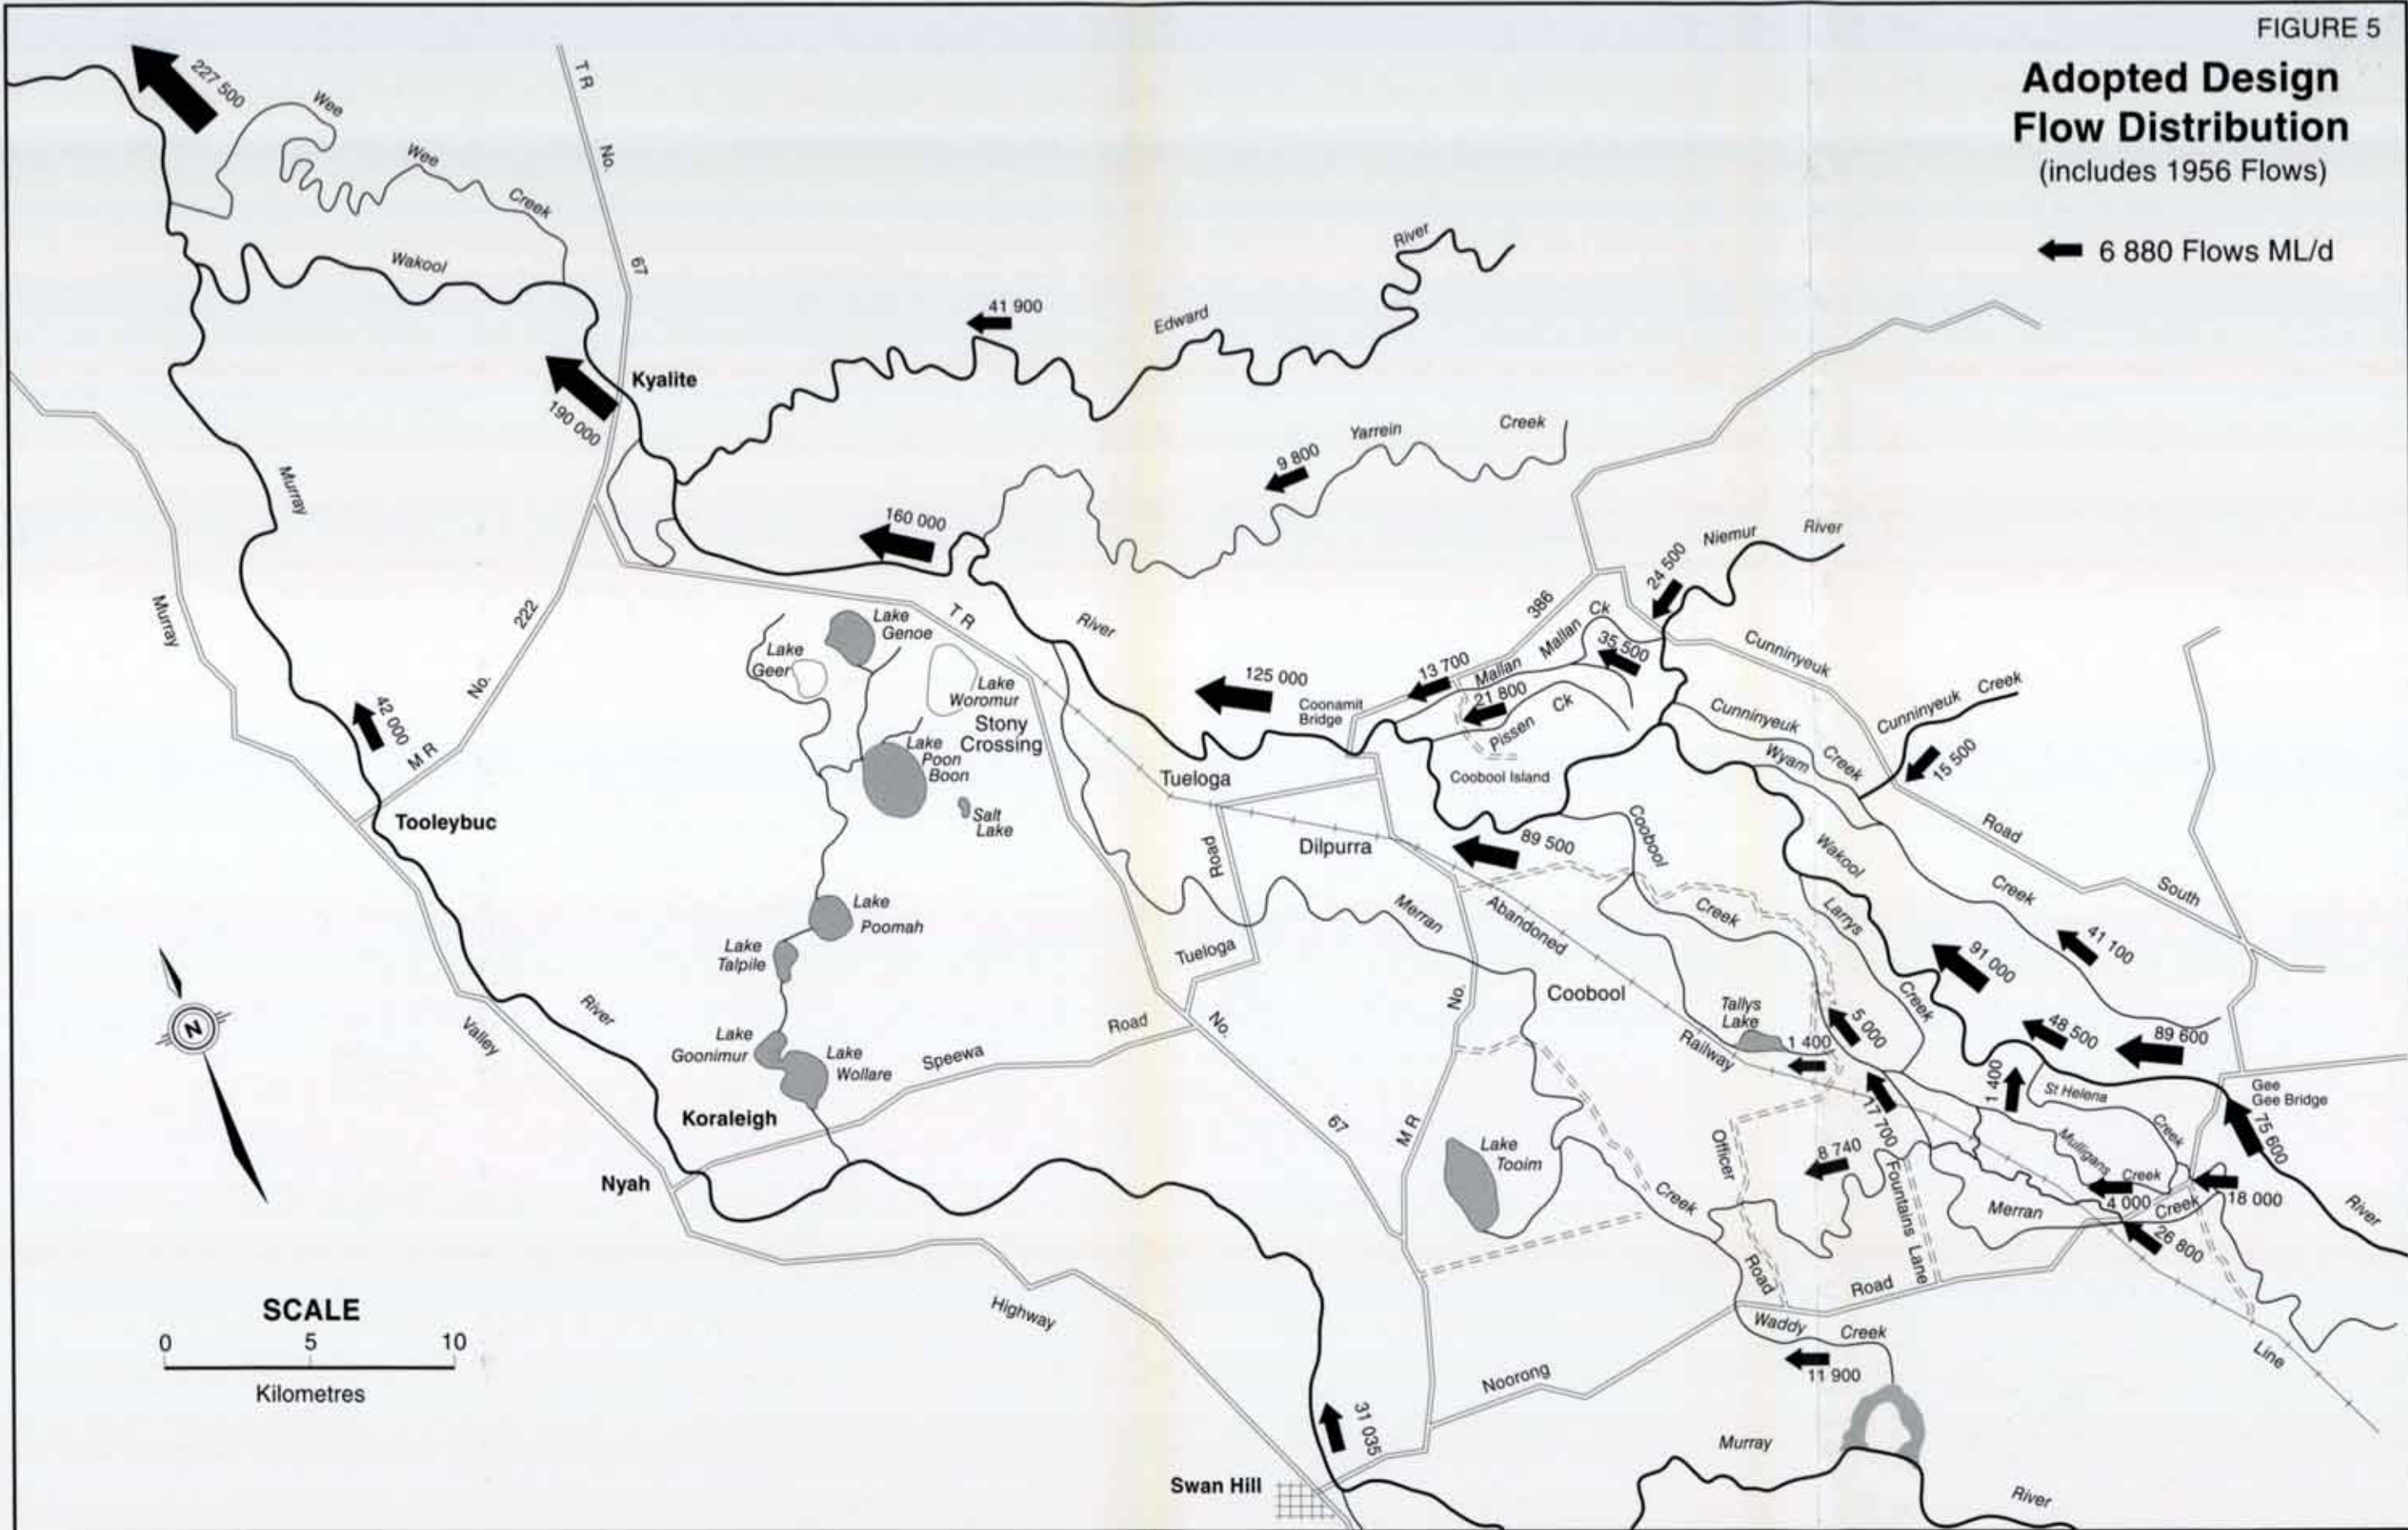 FIGURE 5
Adopted Design
Flow Distribution
(includes 1956 Flows)
6 880 Flows ML/d
227 500
Wee
Wee
Creek
T R
No.
67
Wakool
River
Edward
41 900
Kyalite
190 000
Yarrein
Creek
9 800
160 000
Murray
Murray
222
No.
M R
42 000
Tooleybuc
T R
River
Lake
Genoe
Lake
Geer
Lake
Woromur
Stony
Crossing
Lake
Poon
Boon
Salt
Lake
Lake
Poomah
Lake
Talpile
Lake
Goonimur
Lake
Wollare
125 000
Coonamit
Bridge
386
Mallan
Mallan
Ck
13 700
35 500
21 800
Pissen
Ck
24 500
Niemur
River
Cunninyeuk
Cunninyeuk
Creek
Cunninyeuk
Creek
15 500
Wyam
Creek
Road
South
Coobool Island
Tueloga
Road
Dilpurra
89 500
Coobool
Creek
Wakool
Larrys
Creek
91 000
41 100
48 500
89 600
Merran
Abandoned
Tueloga
No.
Coobool
Tallys
Lake
1 400
5 000
Railway
1 400
St Helena
Creek
Gee
Gee Bridge
75 600
River
Valley
River
Koraleigh
Speewa
Road
No.
67
M R
Nyah
Lake
Tooim
Creek
Officer
Road
8 740
17 700
Fountains
Lane
Mulligans
Creek
4 000
18 000
Merran
Creek
26 800
Road
Line
Waddy
Creek
11 900
Noorong
Highway
31 035
Swan Hill
Murray
River
N
SCALE
0 5 10
Kilometres